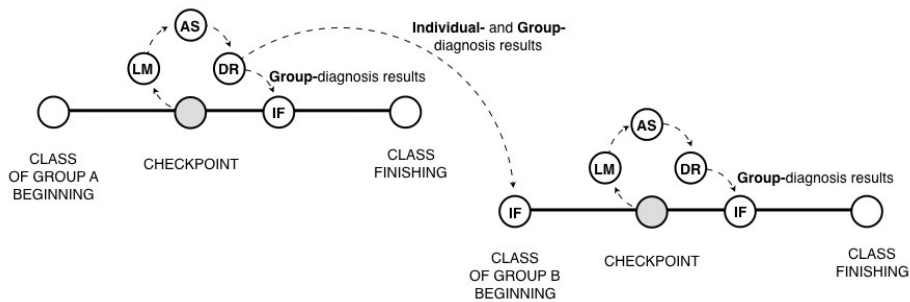 AS
LM
DR
Group-diagnosis results
IF
CLASS
OF GROUP A
BEGINNING
CHECKPOINT
CLASS
FINISHING
Individual- and Group-
diagnosis results
AS
LM
DR
Group-diagnosis results
IF
IF
CLASS
OF GROUP B
BEGINNING
CHECKPOINT
CLASS
FINISHING